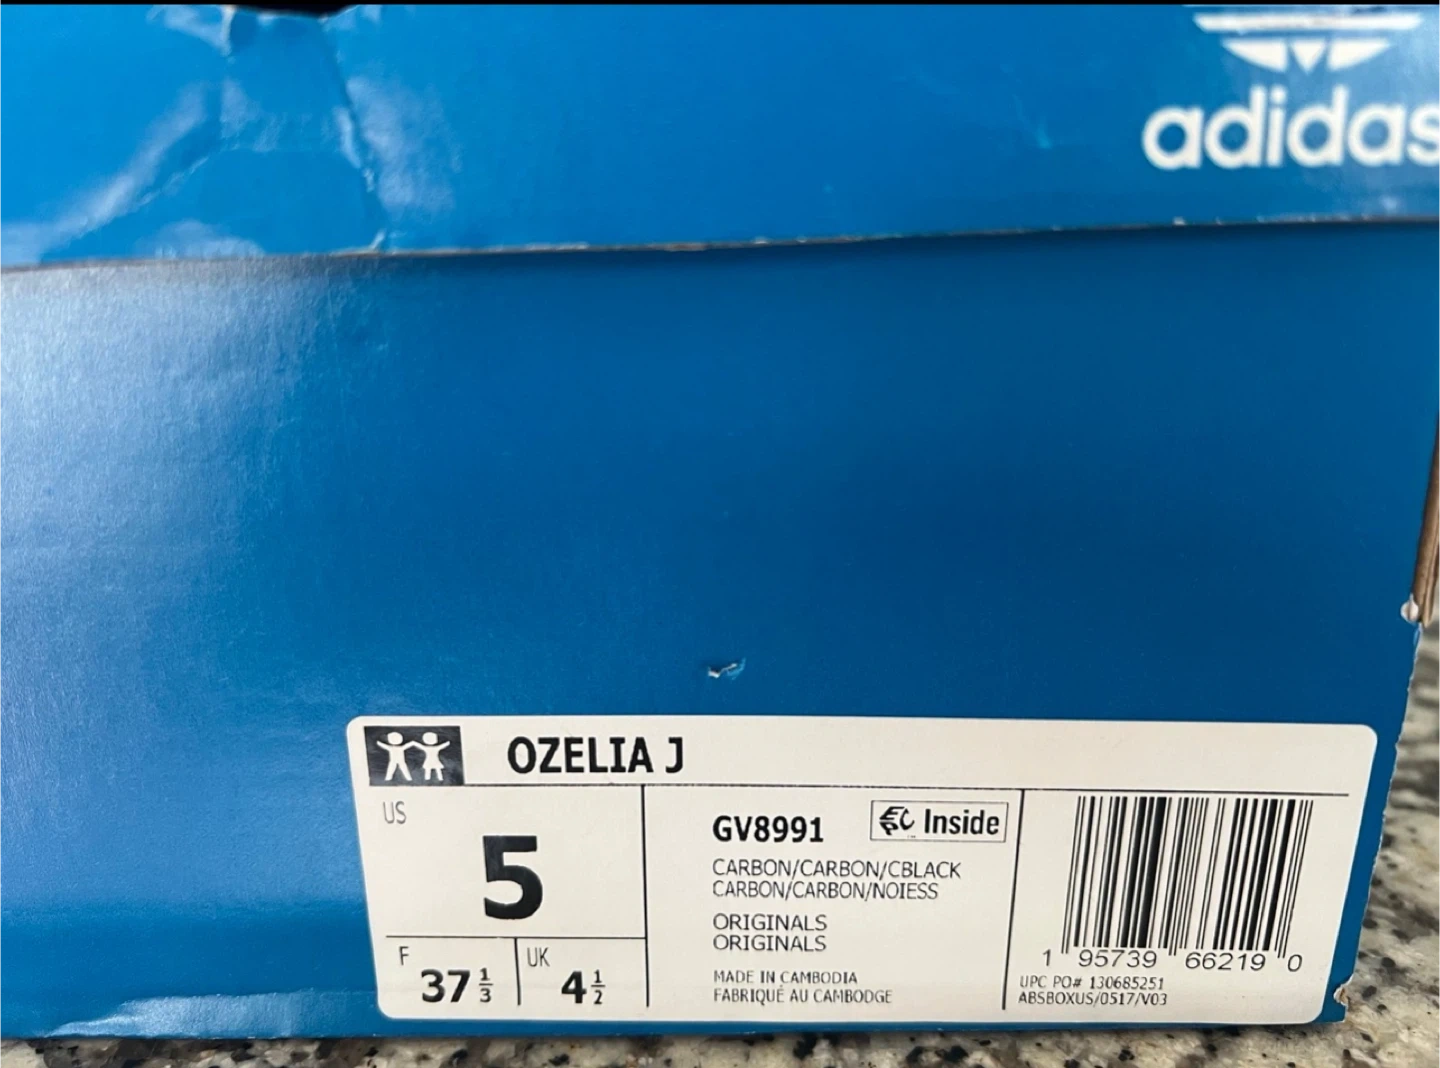 adidas
OZELIA J
US
5
F
37 1/3
UK
4 1/2
GV8991
EPC Inside
CARBON/CARBON/CBLACK
CARBON/CARBON/NOIESS
ORIGINALS
ORIGINALS
MADE IN CAMBODIA
FABRIQUÉ AU CAMBODGE
1 95739 66219 0
UPC PO# 130685251
ABSBOXUS/0517/V03